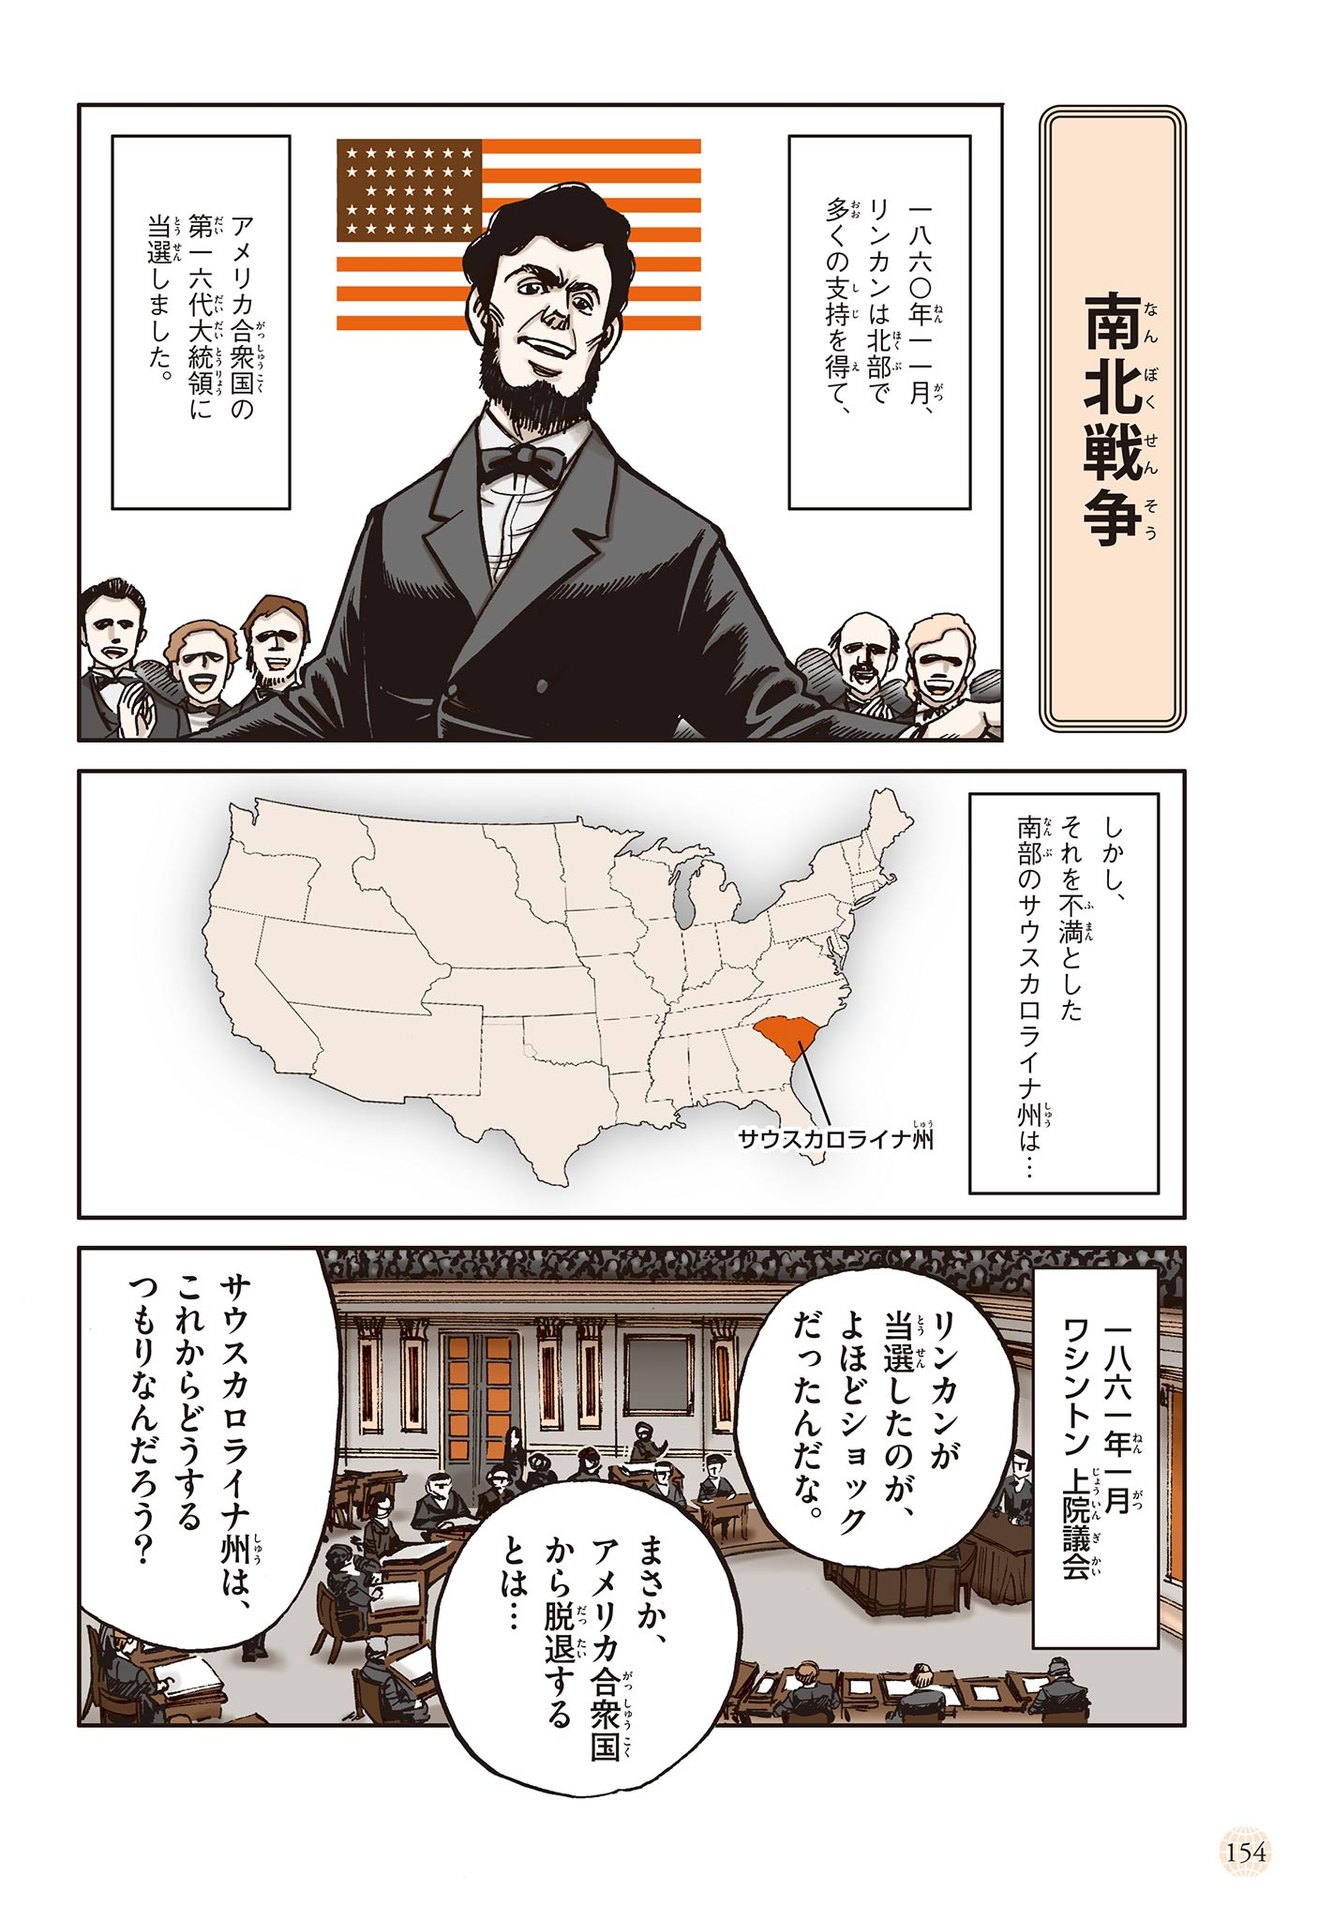 南北戦争
一八六〇年一一月、
リンカンは北部で
多くの支持を得て、
アメリカ合衆国の
第一六代大統領に
当選しました。
しかし、
それを不満とした
南部のサウスカロライナ州は…
サウスカロライナ州
一八六一年一月
ワシントン 上院議会
リンカンが
当選したのが、
よほどショック
だったんだな。
まさか、
アメリカ合衆国
から脱退する
とは…
サウスカロライナ州は、
これからどうする
つもりなんだろう？
154